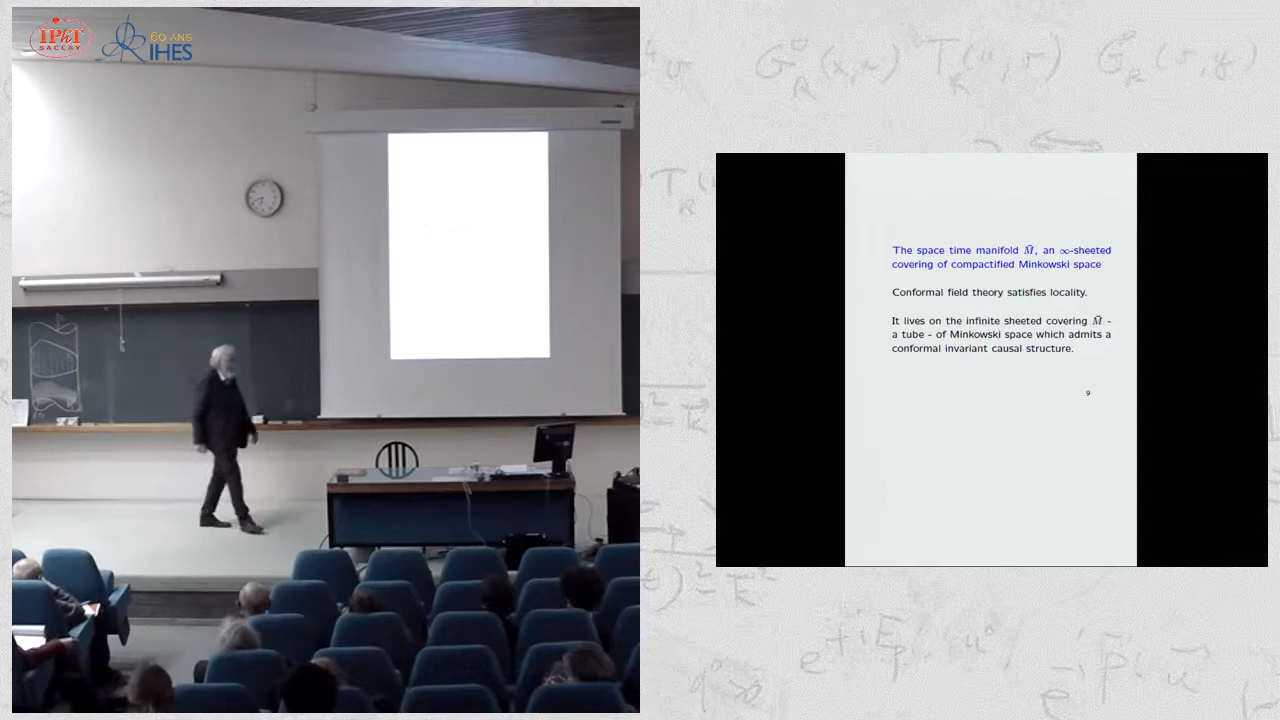 IPhT
SACLAY
60 ANS
IHES
The space time manifold M̃, an ∞-sheeted
covering of compactified Minkowski space
Conformal field theory satisfies locality.
It lives on the infinite sheeted covering M̃ -
a tube - of Minkowski space which admits a
conformal invariant causal structure.
9